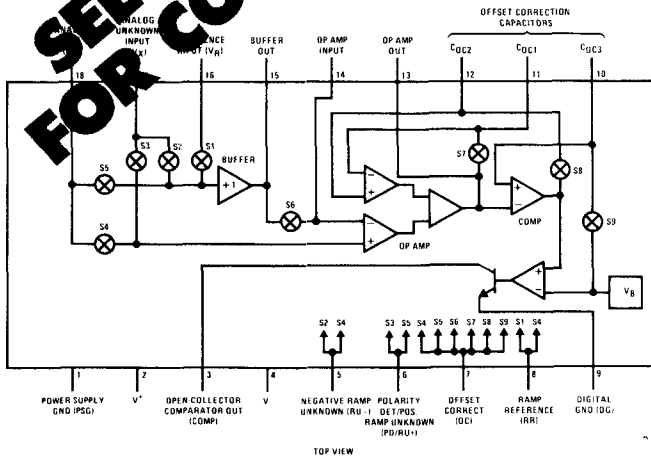 SEE
FOR CO
ANALOG
UNKNOWN
INPUT
INPUT (VR)
BUFFER
OUT
OP AMP
INPUT
OP AMP
OUT
OFFSET CORRECTION
CAPACITORS
COC2
COC1
COC3
18
16
15
14
13
12
11
10
S3
S2
S1
S5
S4
BUFFER
+1
S6
S7
S8
S9
OP AMP
COMP
VB
S2 S4
S3 S5 S4 S5 S6 S7 S8 S9 S1 S4
1
2
3
4
5
6
7
8
9
POWER SUPPLY
GND (PSG)
V+
OPEN COLLECTOR
COMPARATOR OUT
(COMP)
V
NEGATIVE RAMP
UNKNOWN (RU-)
POLARITY
DET/POS.
RAMP UNKNOWN
(PD/RU+)
OFFSET
CORRECT
(OC)
RAMP
REFERENCE
(RR)
DIGITAL
GND (DG)
TOP VIEW